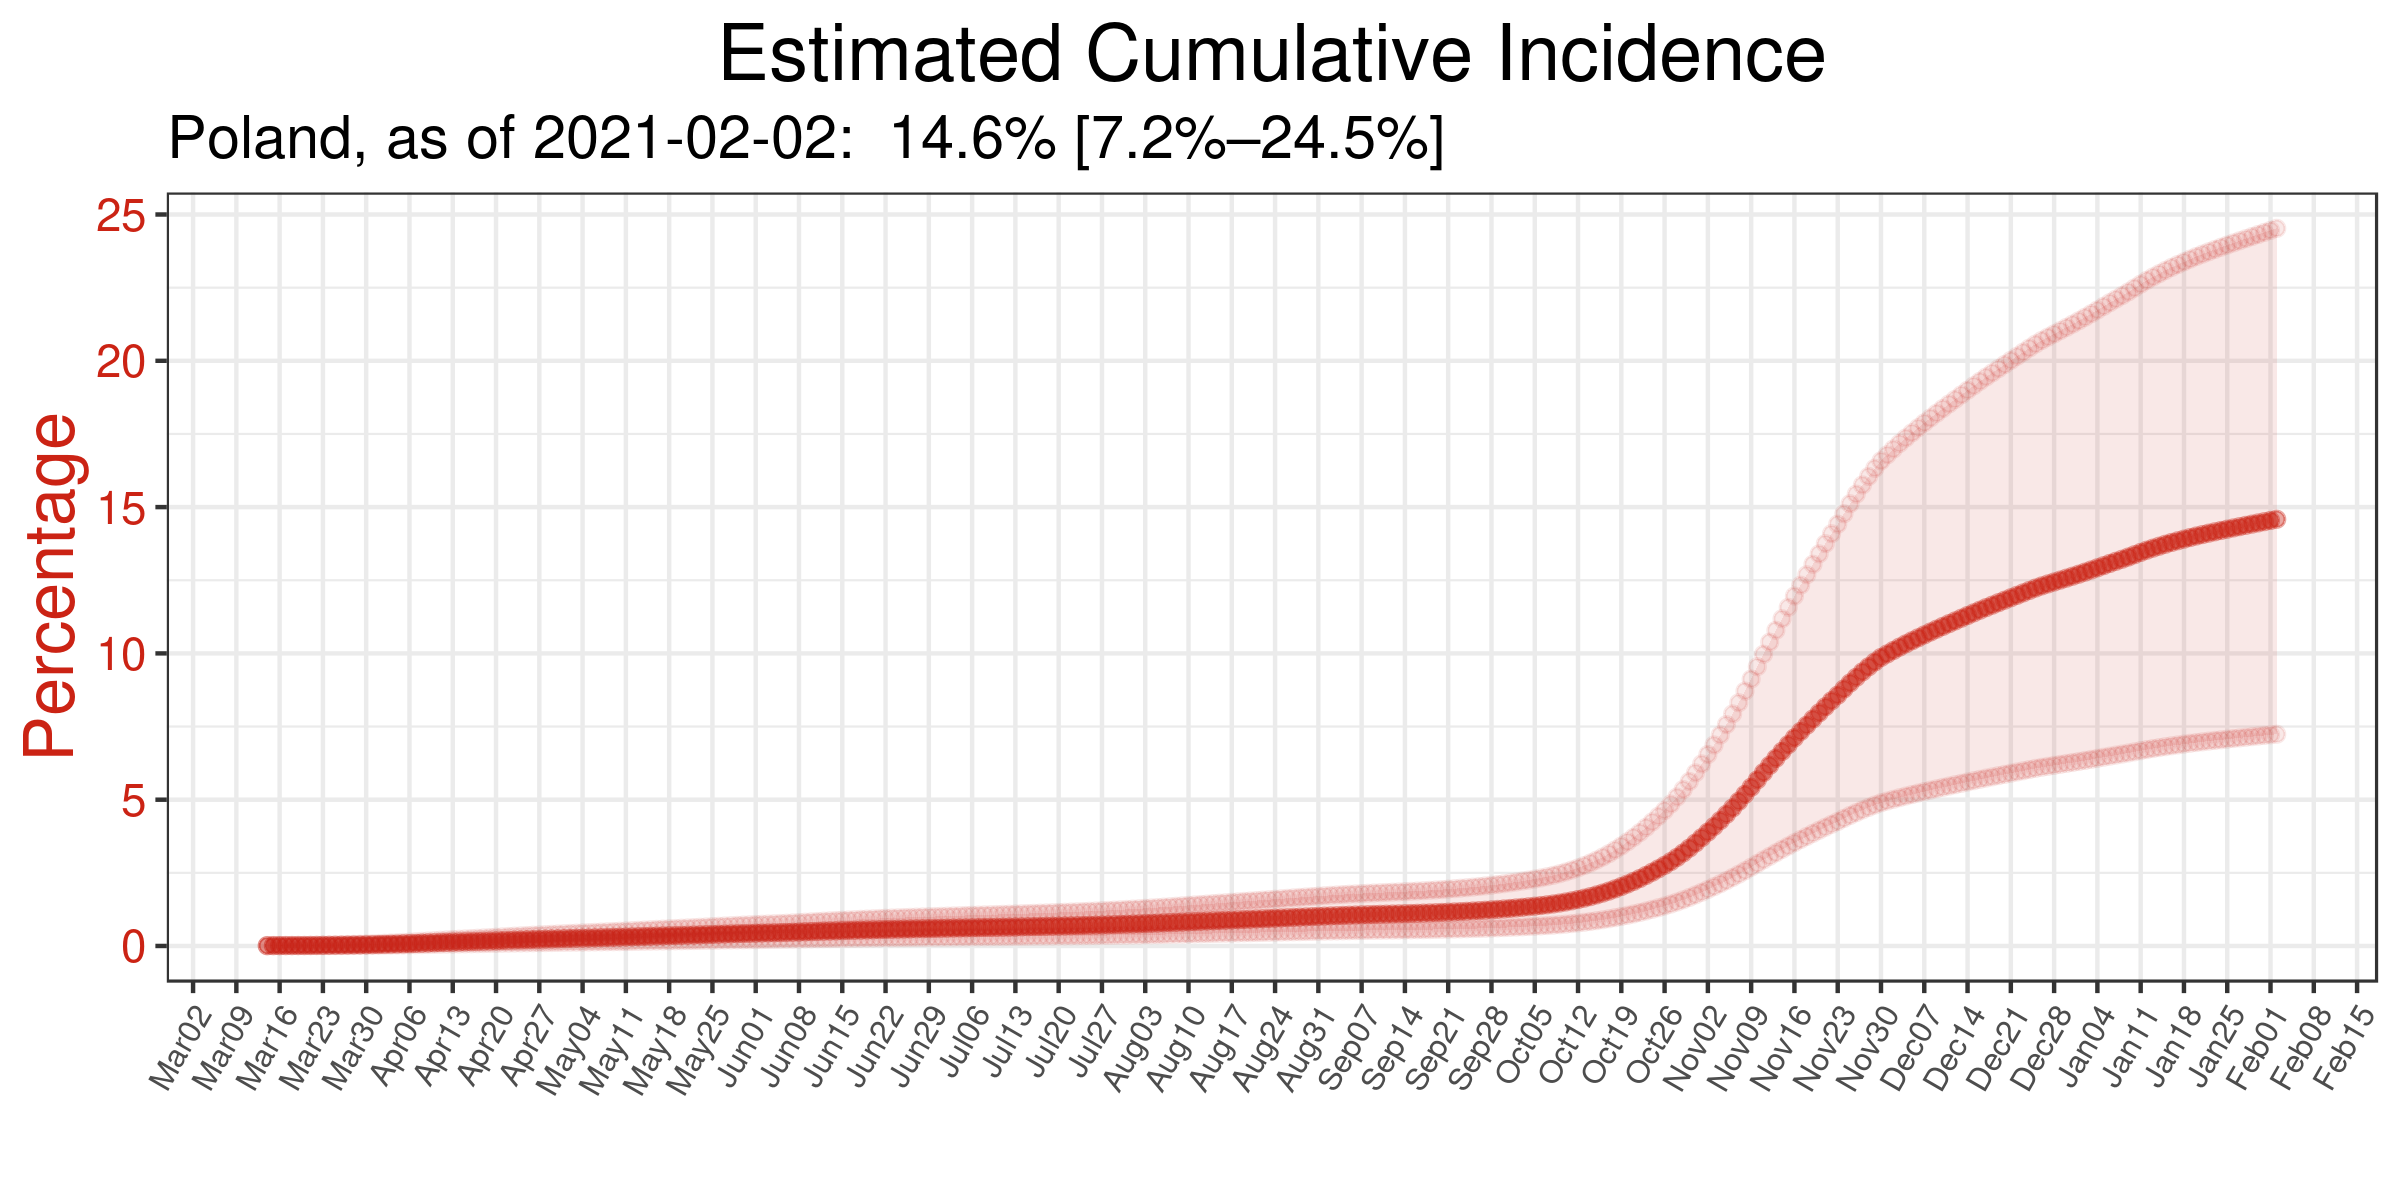 Estimated Cumulative Incidence
Poland, as of 2021-02-02:  14.6% [7.2%–24.5%]
Percentage
25
20
15
10
5
0
Mar02
Mar09
Mar16
Mar23
Mar30
Apr06
Apr13
Apr20
Apr27
May04
May11
May18
May25
Jun01
Jun08
Jun15
Jun22
Jun29
Jul06
Jul13
Jul20
Jul27
Aug03
Aug10
Aug17
Aug24
Aug31
Sep07
Sep14
Sep21
Sep28
Oct05
Oct12
Oct19
Oct26
Nov02
Nov09
Nov16
Nov23
Nov30
Dec07
Dec14
Dec21
Dec28
Jan04
Jan11
Jan18
Jan25
Feb01
Feb08
Feb15